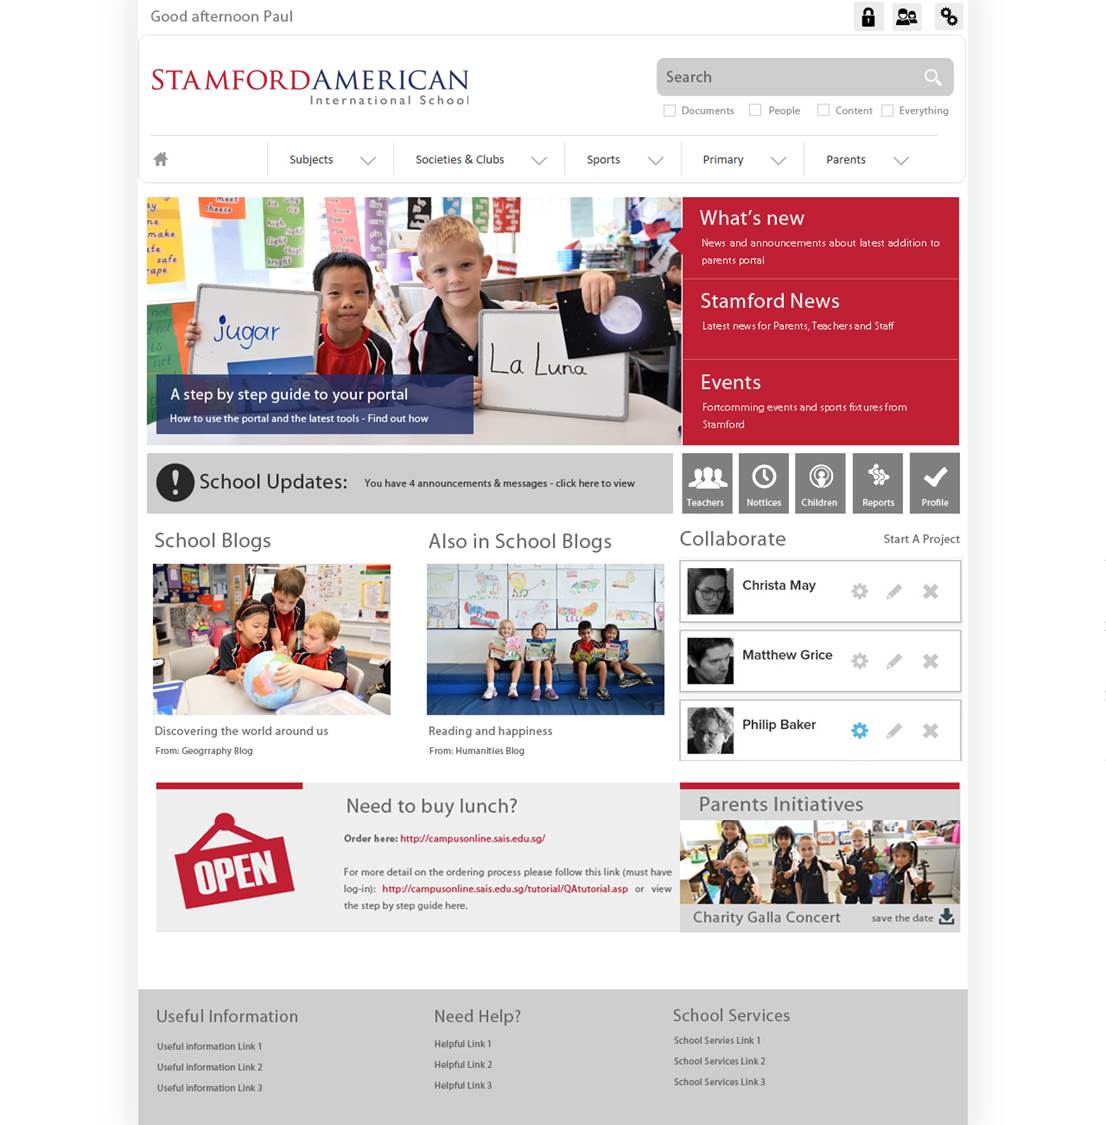 Good afternoon Paul
STAMFORDAMERICAN
International School
Search
Documents People Content Everything
Subjects Societies & Clubs Sports Primary Parents
jugar
La Luna
A step by step guide to your portal
How to use the portal and the latest tools - Find out how
What's new
News and announcements about latest addition to
parents portal
Stamford News
Latest news for Parents, Teachers and Staff
Events
Fortcomming events and sports fixtures from
Stamford
School Updates: You have 4 announcements & messages - click here to view
Teachers Nottices Children Reports Profile
School Blogs
Discovering the world around us
From: Geogrraphy Blog
Also in School Blogs
Reading and happiness
From: Humanities Blog
Collaborate Start A Project
Christa May
Matthew Grice
Philip Baker
OPEN
Need to buy lunch?
Order here: http://campusonline.sais.edu.sg/
For more detail on the ordering process please follow this link (must have
log-in): http://campusonline.sais.edu.sg/tutorial/QAtutorial.asp or view
the step by step guide here.
Parents Initiatives
Charity Galla Concert save the date
Useful Information
Useful information Link 1
Useful information Link 2
Useful information Link 3
Need Help?
Helpful Link 1
Helpful Link 2
Helpful Link 3
School Services
School Servies Link 1
School Services Link 2
School Services Link 3